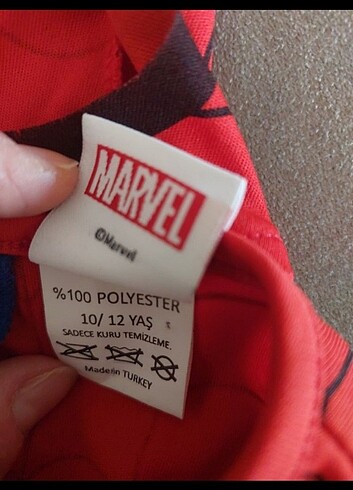 MARVEL
©Marvel
%100 POLYESTER
10/ 12 YAŞ
SADECE KURU TEMİZLEME.
Made in TURKEY